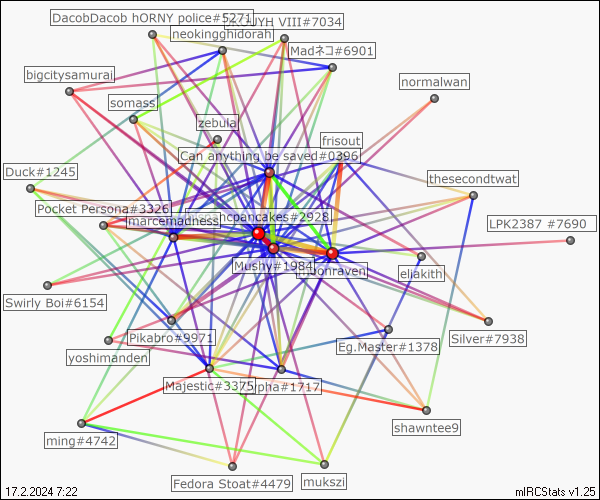 DacobDacob hORNY police#5271
VIII#7034
neokingghidorah
Madネコ#6901
bigcitysamurai
normalwan
somass
zebula
frisout
Can anything be saved#0396
Duck#1245
thesecondtwat
Pocket Persona#3326
hcpancakes#2928
marcemadness
LPK2387 #7690
Mushy#1984
onraven
eliakith
Swirly Boi#6154
Pikabro#9971
Silver#7938
yoshimanden
Eg.Master#1378
Majestic#3375
pha#1717
shawntee9
ming#4742
Fedora Stoat#4479
mukszi
17.2.2024 7:22
mIRCStats v1.25